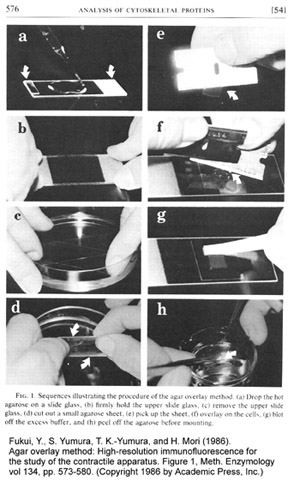 576
ANALYSIS OF CYTOSKELETAL PROTEINS
[54]
a
e
b
f
c
g
d
h
FIG. 1. Sequences illustrating the procedure of the agar overlay method. (a) Drop the hot
agarose on a slide glass, (b) firmly hold the upper slide glass, (c) remove the upper slide
glass, (d) cut out a small agarose sheet, (e) pick up the sheet, (f) overlay on the cells, (g) blot
off the excess buffer, and (h) peel off the agarose before mounting.
Fukui, Y., S. Yumura, T. K.-Yumura, and H. Mori (1986).
Agar overlay method: High-resolution immunofluorescence for
the study of the contractile apparatus. Figure 1, Meth. Enzymology
vol 134, pp. 573-580. (Copyright 1986 by Academic Press, Inc.)